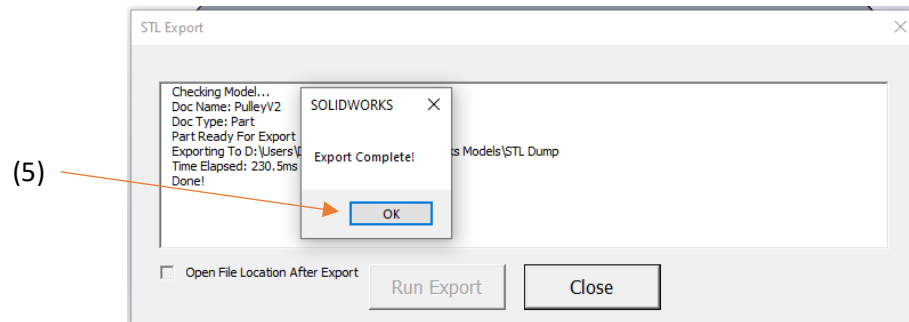 STL Export
Checking Model...
Doc Name: PulleyV2
Doc Type: Part
Part Ready For Export
Exporting To D:\Users\ ks Models\STL Dump
Time Elapsed: 230.5ms
Done!
SOLIDWORKS
Export Complete!
OK
(5)
Open File Location After Export
Run Export
Close